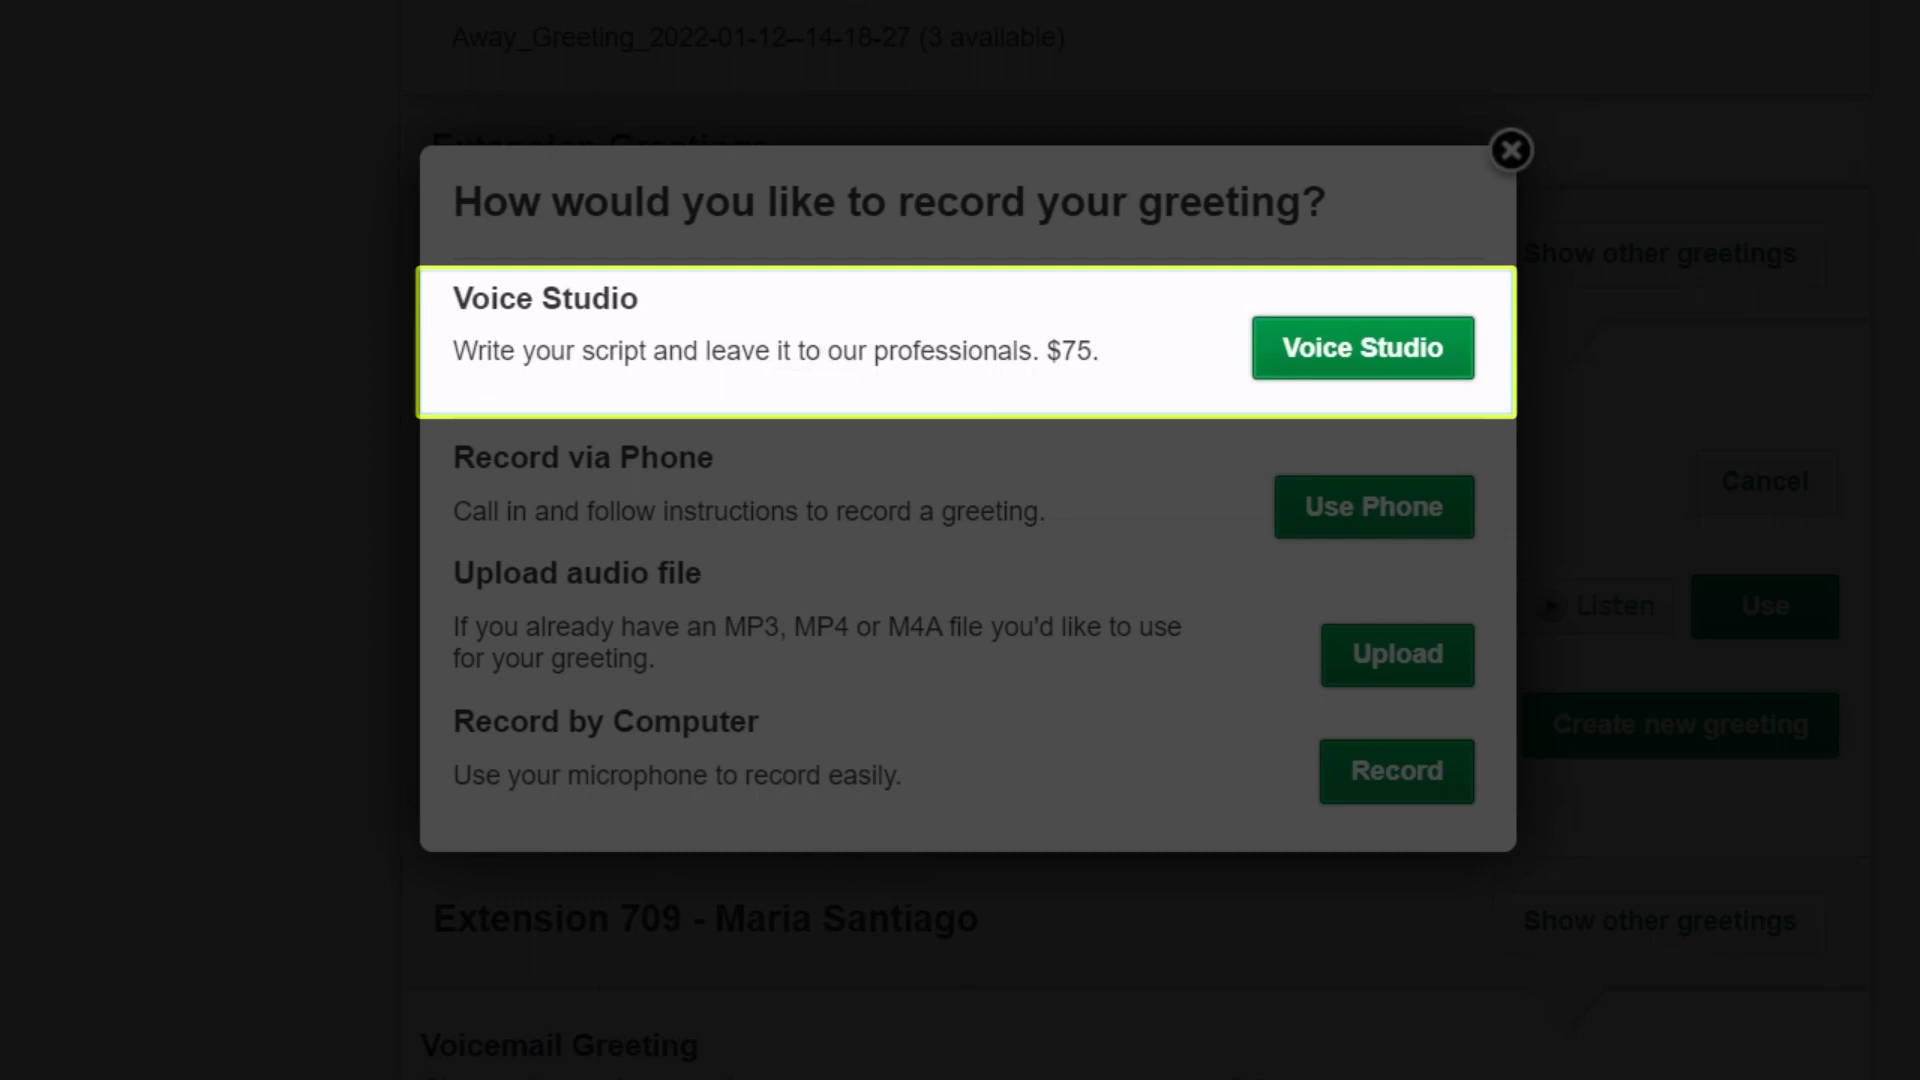 Away_Greeting_2022-01-12--14-18-27 (3 available)
Extension Greetings
How would you like to record your greeting?
Show other greetings
Voice Studio
Write your script and leave it to our professionals. $75.
Voice Studio
Record via Phone
Call in and follow instructions to record a greeting.
Use Phone
Cancel
Upload audio file
If you already have an MP3, MP4 or M4A file you'd like to use
for your greeting.
Upload
Listen
Use
Record by Computer
Use your microphone to record easily.
Record
Create new greeting
Extension 709 - Maria Santiago
Show other greetings
Voicemail Greeting